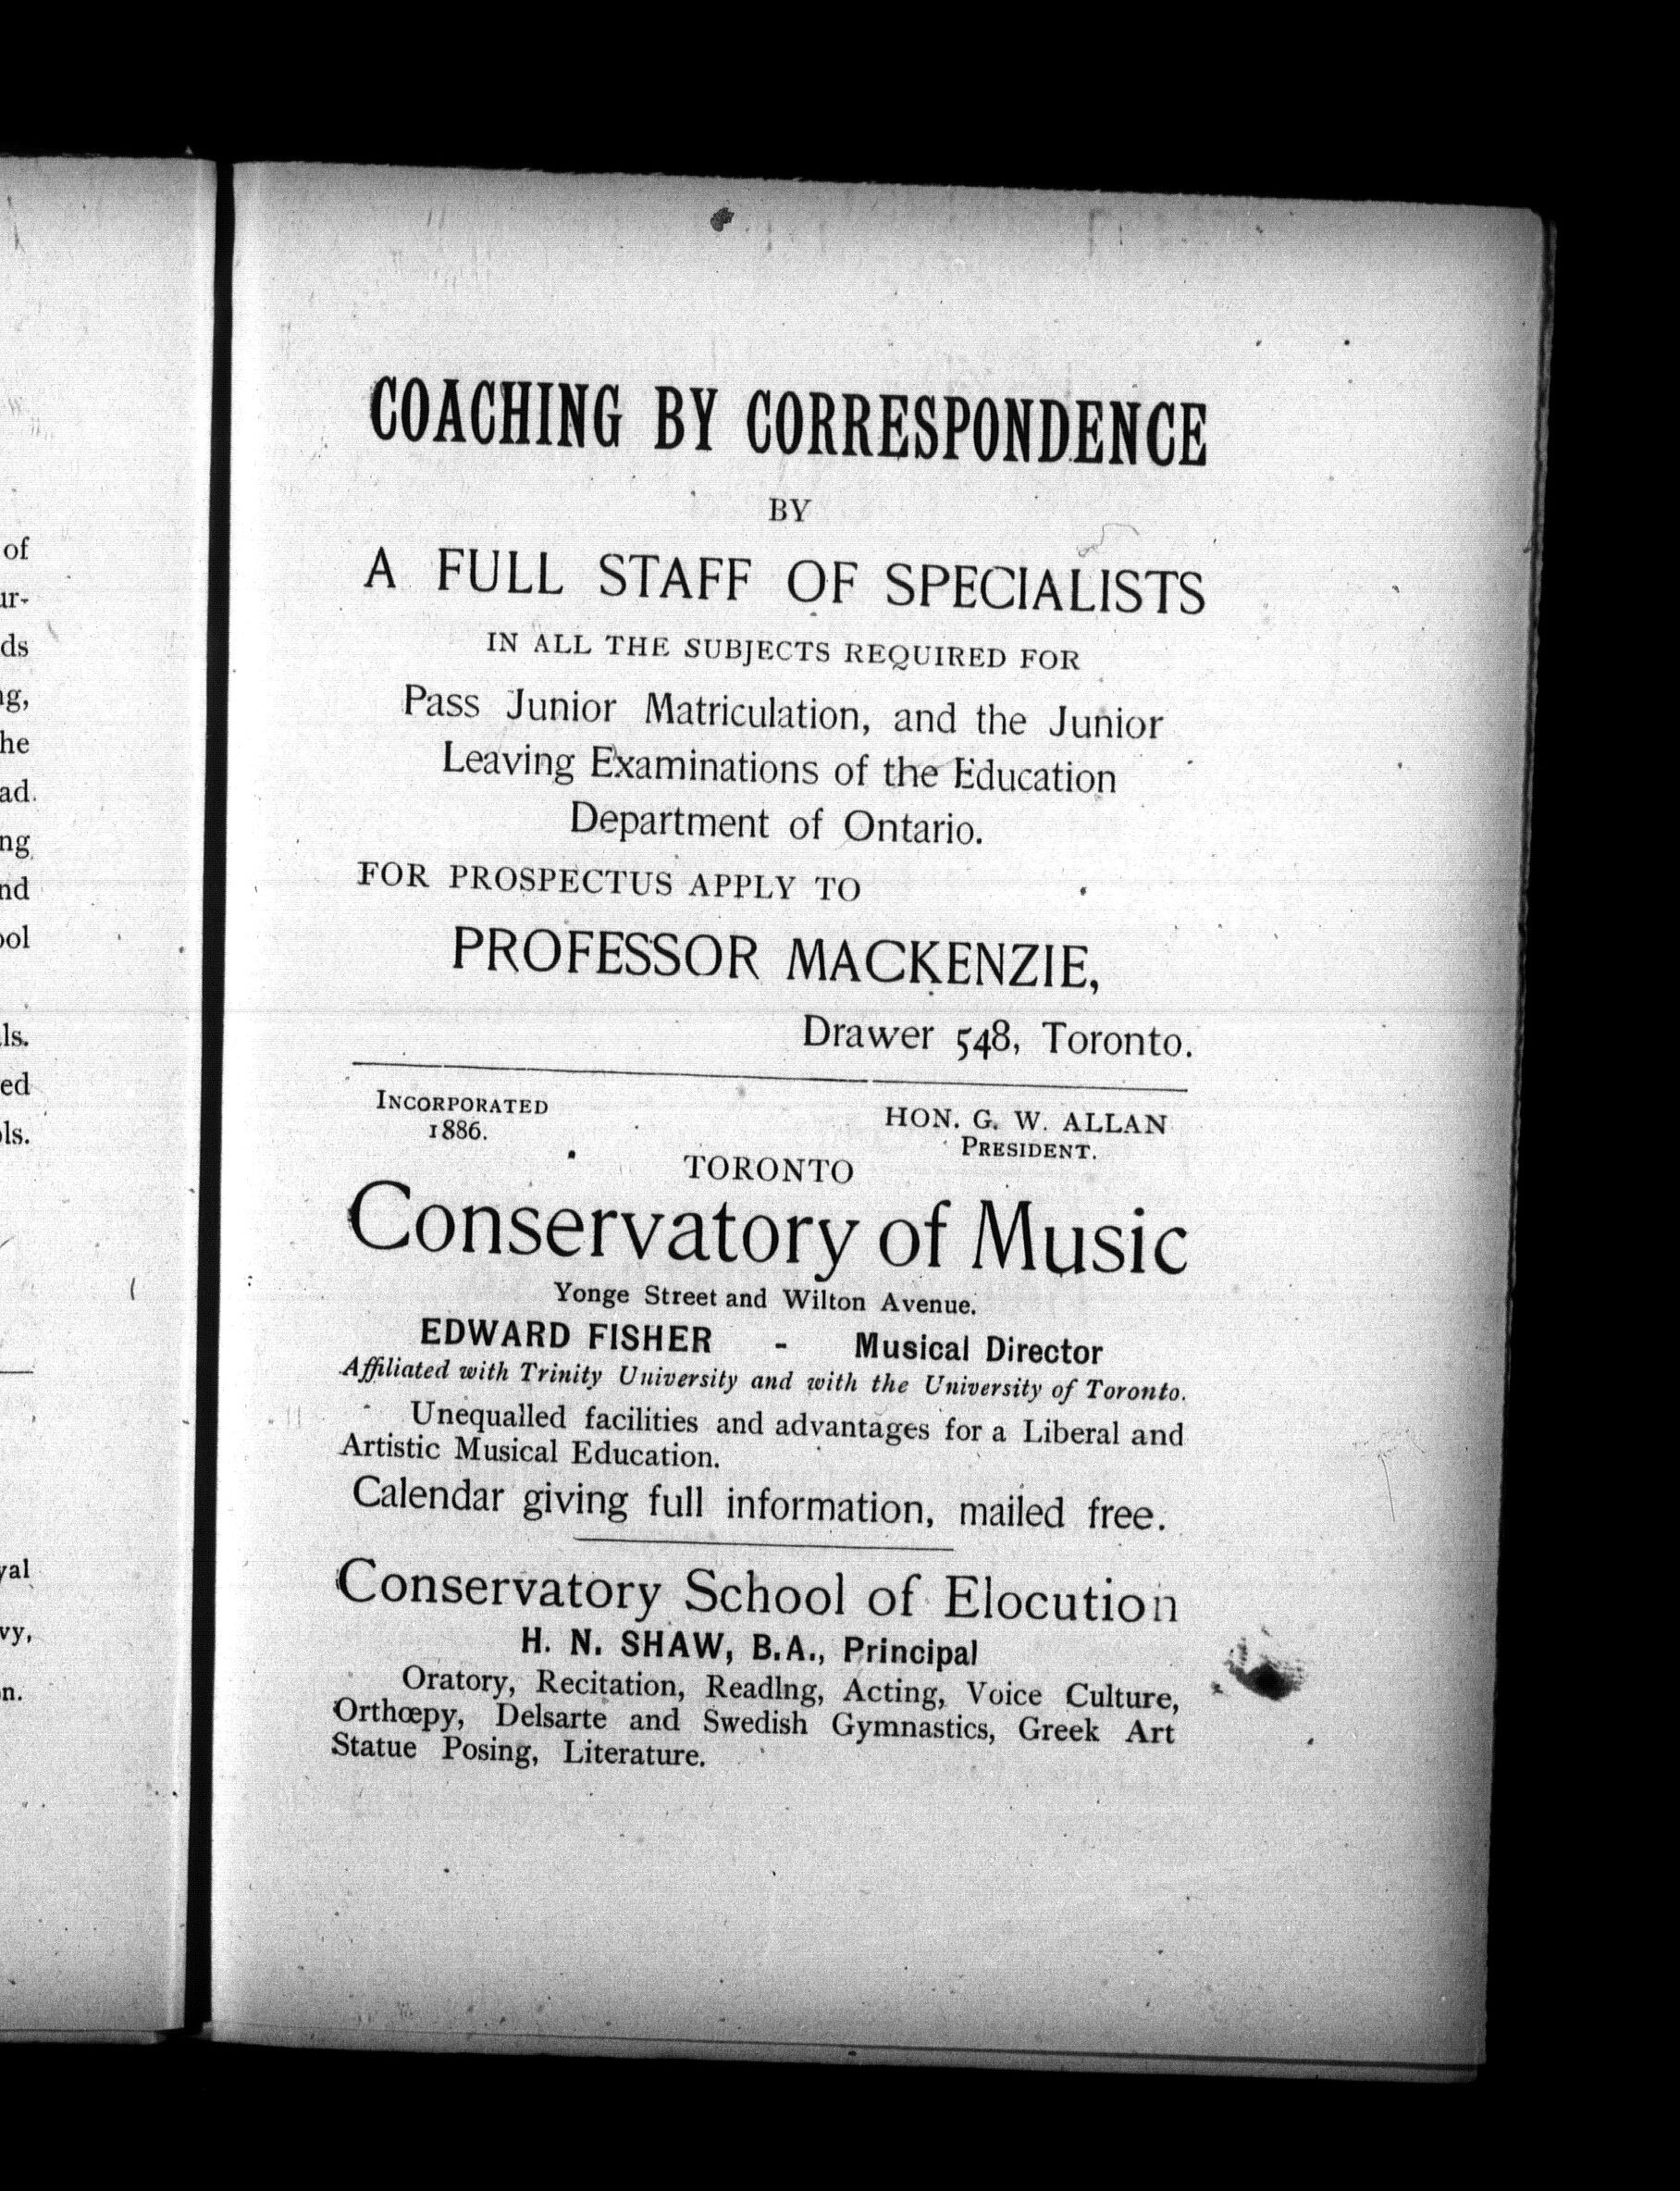 COACHING BY CORRESPONDENCE
BY
A FULL STAFF OF SPECIALISTS
IN ALL THE SUBJECTS REQUIRED FOR
Pass Junior Matriculation, and the Junior
Leaving Examinations of the Education
Department of Ontario.
FOR PROSPECTUS APPLY TO
PROFESSOR MACKENZIE,
Drawer 548, Toronto.
INCORPORATED
1886.
HON. G. W. ALLAN
PRESIDENT.
TORONTO
Conservatory of Music
Yonge Street and Wilton Avenue.
EDWARD FISHER - Musical Director
Affiliated with Trinity University and with the University of Toronto.
Unequalled facilities and advantages for a Liberal and
Artistic Musical Education.
Calendar giving full information, mailed free.
Conservatory School of Elocution
H. N. SHAW, B.A., Principal
Oratory, Recitation, Readlng, Acting, Voice Culture,
Orthœpy, Delsarte and Swedish Gymnastics, Greek Art
Statue Posing, Literature.